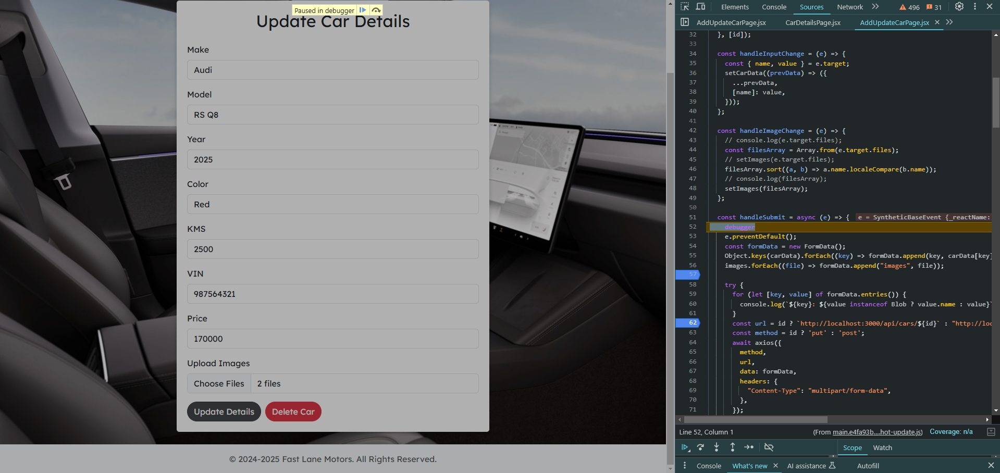 Paused in debugger
Update Car Details
Make
Audi
Model
RS Q8
Year
2025
Color
Red
KMS
2500
VIN
987564321
Price
170000
Upload Images
Choose Files 2 files
Update Details Delete Car
© 2024-2025 Fast Lane Motors. All Rights Reserved.
Elements Console Sources Network 496 31
AddUpdateCarPage.jsx CarDetailsPage.jsx AddUpdateCarPage.jsx
32 }, [id]);
33
34 const handleInputChange = (e) => {
35 const { name, value } = e.target;
36 setCarData((prevData) => ({
37 ...prevData,
38 [name]: value,
39 }));
40 };
41
42 const handleImageChange = (e) => {
43 // console.log(e.target.files);
44 const filesArray = Array.from(e.target.files);
45 // setImages(e.target.files);
46 filesArray.sort((a, b) => a.name.localeCompare(b.name));
47 // console.log(filesArray);
48 setImages(filesArray);
49 };
50
51 const handleSubmit = async (e) => { e = SyntheticBaseEvent {_reactName:
52 debugger
53 e.preventDefault();
54 const formData = new FormData();
55 Object.keys(carData).forEach((key) => formData.append(key, carData[key]
56 images.forEach((file) => formData.append("images", file));
57
58 try {
59 for (let [key, value] of formData.entries()) {
60 console.log(`${key}: ${value instanceof Blob ? value.name : value}`
61 }
62 const url = id ? `http://localhost:3000/api/cars/${id}` : "http://loc
63 const method = id ? 'put' : 'post';
64 await axios({
65 method,
66 url,
67 data: formData,
68 headers: {
69 "Content-Type": "multipart/form-data",
70 },
71 });
Line 52, Column 1 (From main.e4fa93b....hot-update.js) Coverage: n/a
Scope Watch
Console What's new AI assistance Autofill